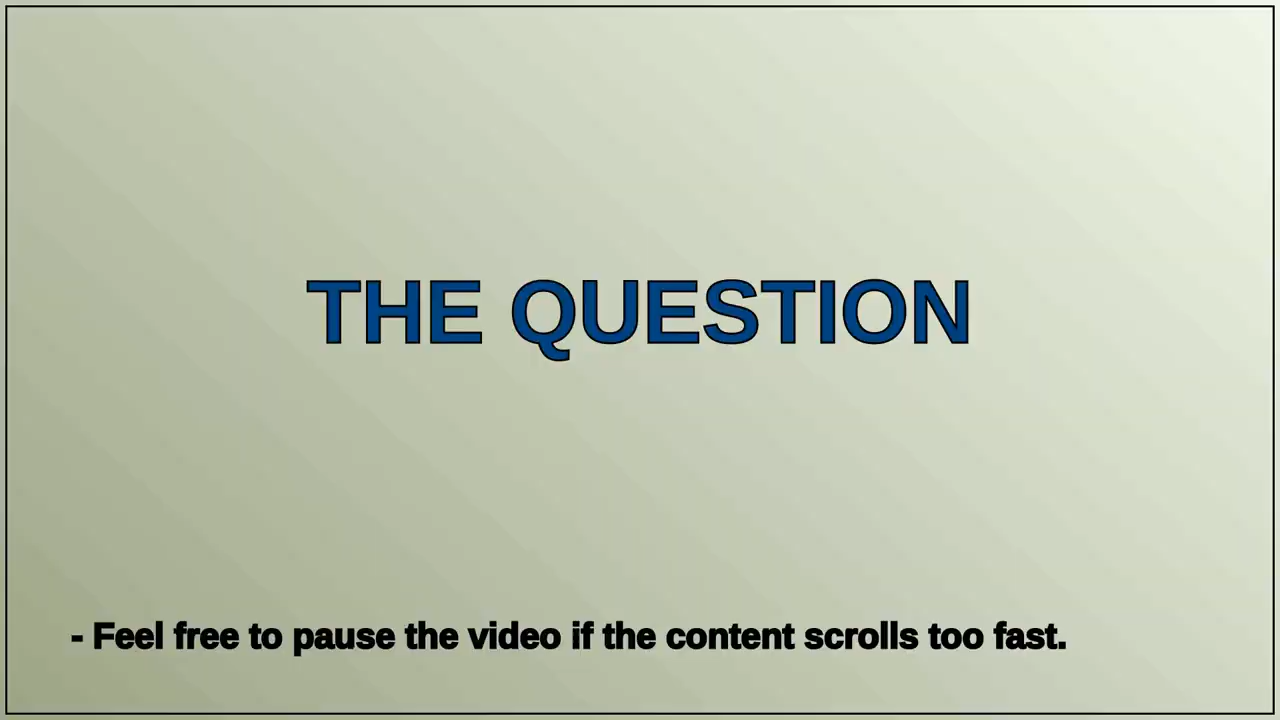 THE QUESTION
- Feel free to pause the video if the content scrolls too fast.